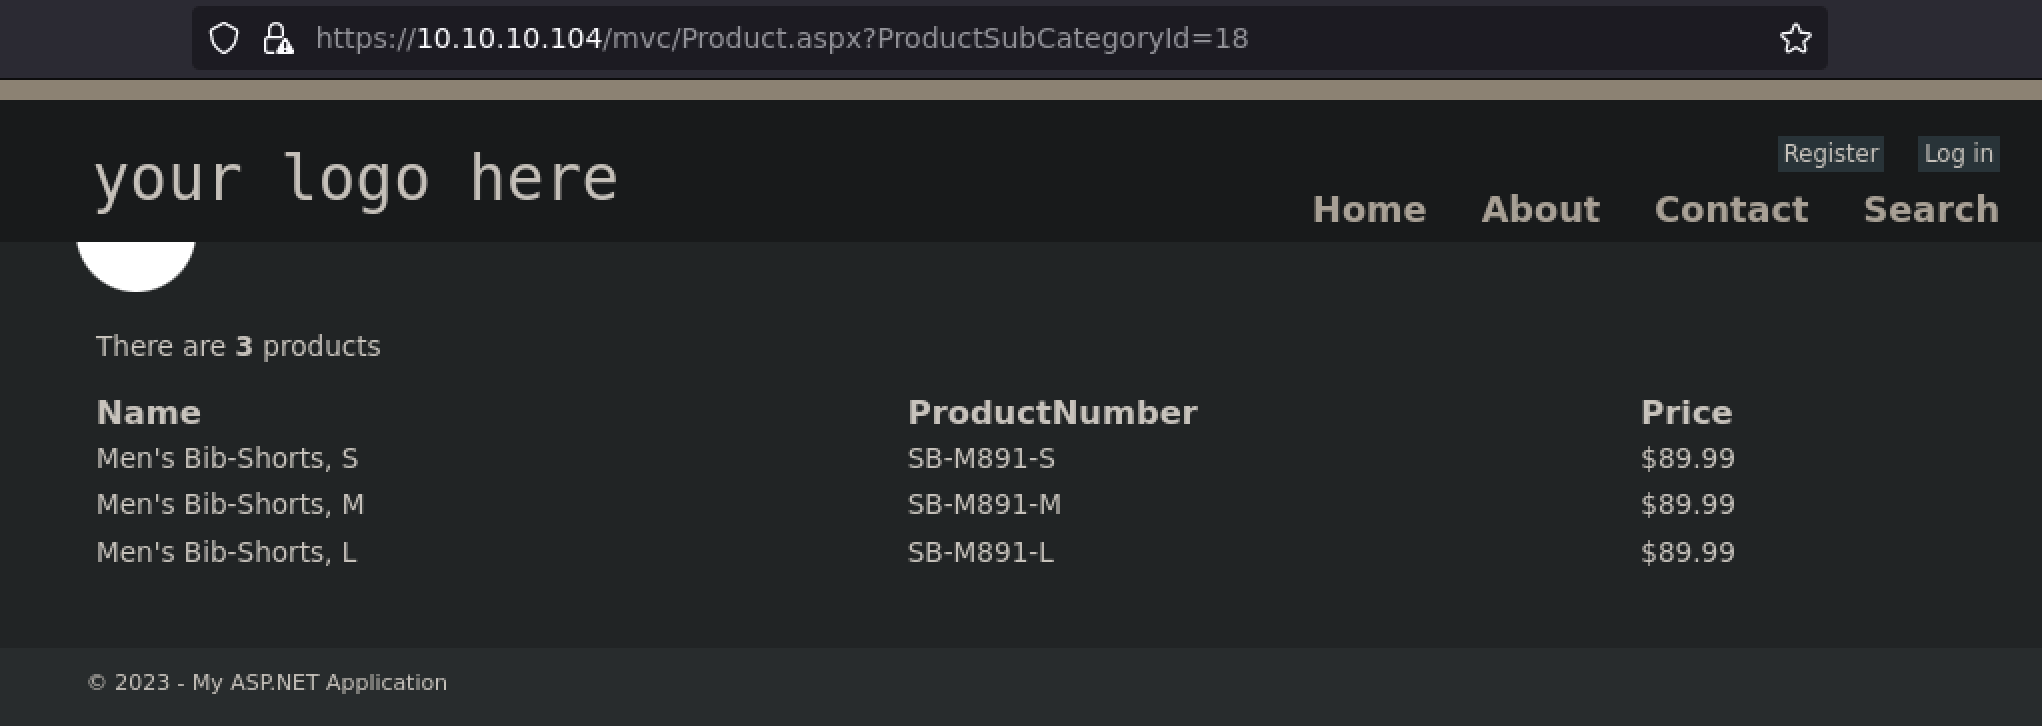 https://10.10.10.104/mvc/Product.aspx?ProductSubCategoryId=18
your logo here
Register Log in
Home About Contact Search
There are 3 products
Name ProductNumber Price
Men's Bib-Shorts, S SB-M891-S $89.99
Men's Bib-Shorts, M SB-M891-M $89.99
Men's Bib-Shorts, L SB-M891-L $89.99
© 2023 - My ASP.NET Application